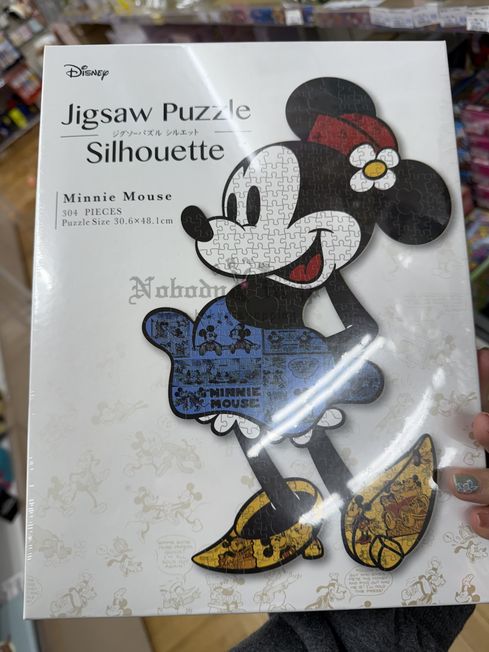 Disney
Jigsaw Puzzle
ジグソーパズル シルエット
Silhouette
Minnie Mouse
304 PIECES
Puzzle Size 30.6×48.1cm
Nobody
MINNIE
MOUSE